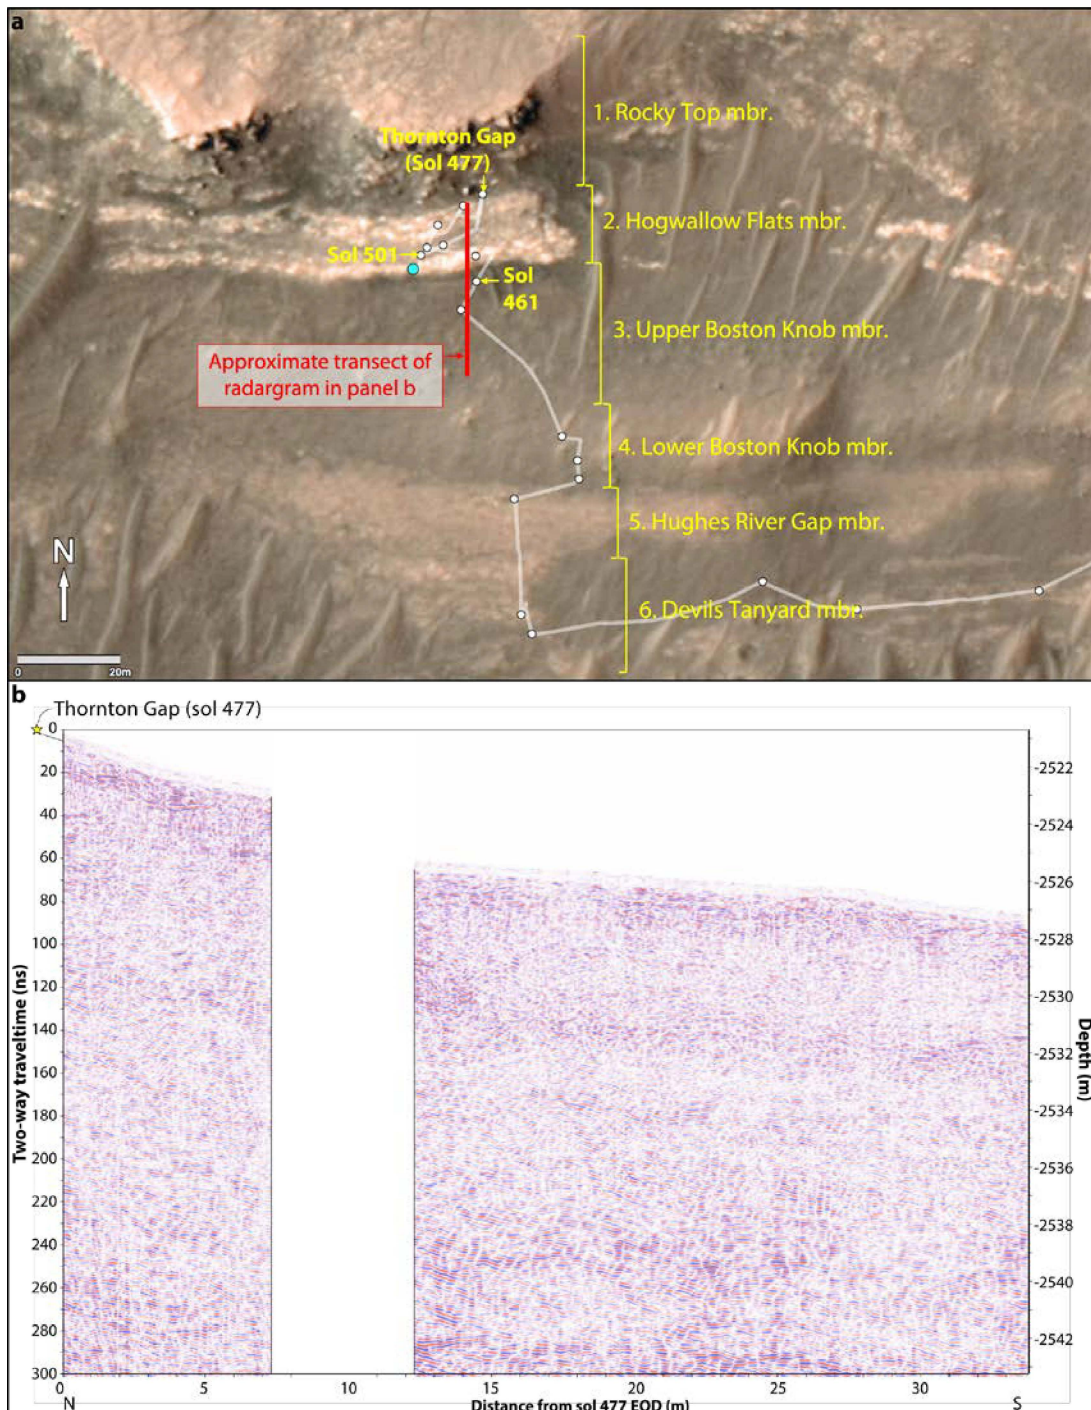 a
1. Rocky Top mbr.
Thornton Gap
(Sol 477)
2. Hogwallow Flats mbr.
Sol 501
Sol
461
3. Upper Boston Knob mbr.
Approximate transect of
radargram in panel b
4. Lower Boston Knob mbr.
5. Hughes River Gap mbr.
N
6. Devils Tanyard mbr.
0 20m
b
Thornton Gap (sol 477)
0
20
40
60
80
100
120
140
160
180
200
220
240
260
280
300
Two-way traveltime (ns)
-2522
-2524
-2526
-2528
-2530
-2532
-2534
-2536
-2538
-2540
-2542
Depth (m)
0 5 10 15 20 25 30
N S
Distance from sol 477 EOD (m)